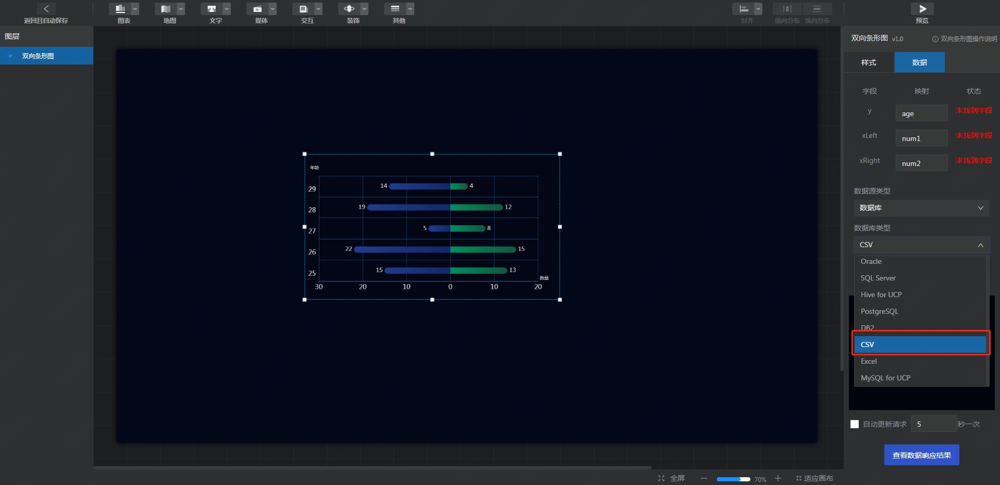 返回且自动保存
图表
地图
文字
媒体
交互
装饰
其他
对齐
横向分布
纵向分布
预览
图层
双向条形图
年龄
29
14
4
28
19
12
27
5
8
26
22
15
25
15
13
数量
30
20
10
0
10
20
双向条形图 v1.0
双向条形图操作说明
样式
数据
字段
映射
状态
y
age
未找到字段
xLeft
num1
未找到字段
xRight
num2
未找到字段
数据源类型
数据库
数据库类型
CSV
Oracle
SQL Server
Hive for UCP
PostgreSQL
DB2
CSV
Excel
MySQL for UCP
自动更新请求
5
秒一次
查看数据响应结果
全屏
70%
适应画布